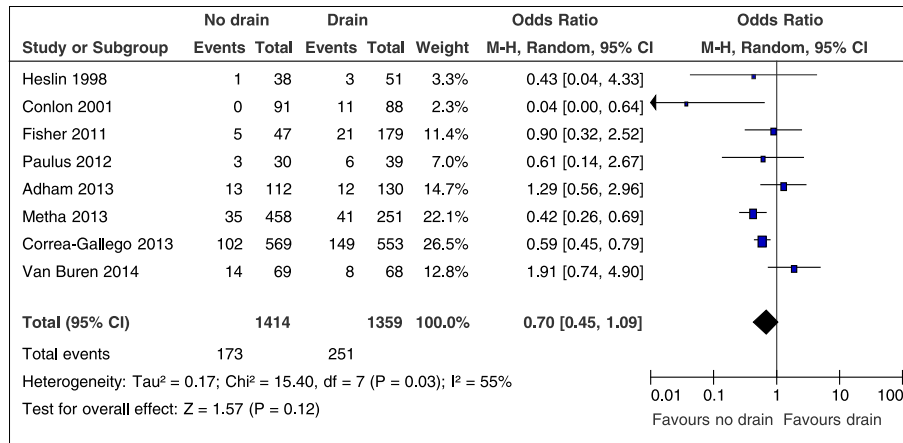 No drain Drain Odds Ratio Odds Ratio
Study or Subgroup Events Total Events Total Weight M-H, Random, 95% CI M-H, Random, 95% CI
Heslin 1998 1 38 3 51 3.3% 0.43 [0.04, 4.33]
Conlon 2001 0 91 11 88 2.3% 0.04 [0.00, 0.64]
Fisher 2011 5 47 21 179 11.4% 0.90 [0.32, 2.52]
Paulus 2012 3 30 6 39 7.0% 0.61 [0.14, 2.67]
Adham 2013 13 112 12 130 14.7% 1.29 [0.56, 2.96]
Metha 2013 35 458 41 251 22.1% 0.42 [0.26, 0.69]
Correa-Gallego 2013 102 569 149 553 26.5% 0.59 [0.45, 0.79]
Van Buren 2014 14 69 8 68 12.8% 1.91 [0.74, 4.90]
Total (95% CI) 1414 1359 100.0% 0.70 [0.45, 1.09]
Total events 173 251
Heterogeneity: Tau² = 0.17; Chi² = 15.40, df = 7 (P = 0.03); I² = 55%
Test for overall effect: Z = 1.57 (P = 0.12)
0.01 0.1 1 10 100
Favours no drain Favours drain